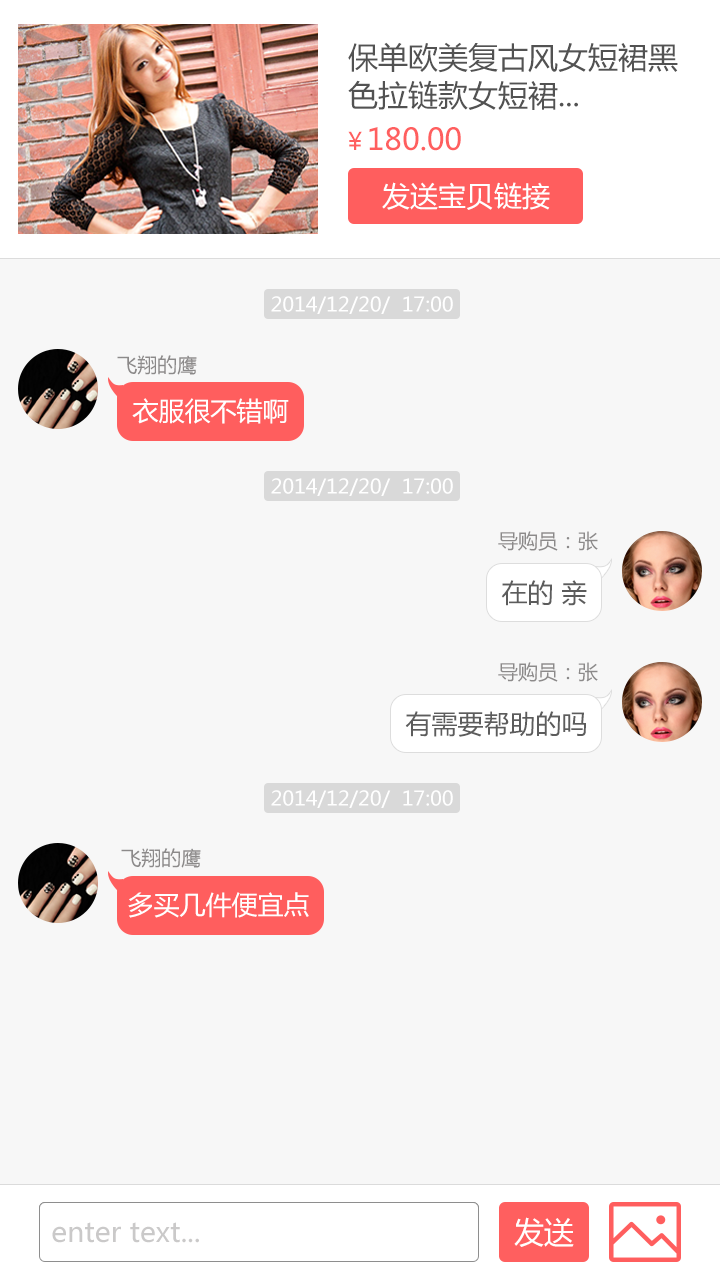 保单欧美复古风女短裙黑
色拉链款女短裙...
¥180.00
发送宝贝链接
2014/12/20/ 17:00
飞翔的鹰
衣服很不错啊
2014/12/20/ 17:00
导购员：张
在的 亲
导购员：张
有需要帮助的吗
2014/12/20/ 17:00
飞翔的鹰
多买几件便宜点
enter text...
发送